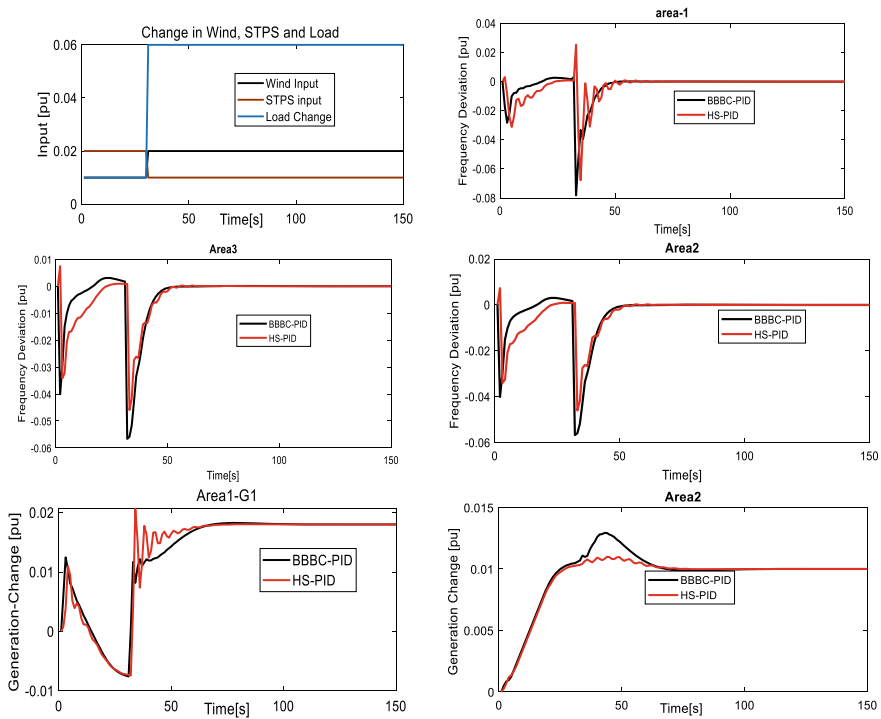 Change in Wind, STPS and Load
0.06
0.04
0.02
0
Input [pu]
Wind Input
STPS input
Load Change
0
50
100
150
Time[s]
area-1
0.04
0.02
0
-0.02
-0.04
-0.06
-0.08
Frequency Deviation [pu]
BBBC-PID
HS-PID
0
50
100
150
Time[s]
Area3
0.01
0
-0.01
-0.02
-0.03
-0.04
-0.05
-0.06
Frequency Deviation [pu]
BBBC-PID
HS-PID
0
50
100
150
Time[s]
Area2
0.02
0
-0.02
-0.04
-0.06
Frequency Deviation [pu]
BBBC-PID
HS-PID
0
50
100
150
Time[s]
Area1-G1
0.02
0.01
0
-0.01
Generation-Change [pu]
BBBC-PID
HS-PID
0
50
100
150
Time[s]
Area2
0.015
0.01
0.005
0
Generation Change [pu]
BBBC-PID
HS-PID
0
50
100
150
Time[s]